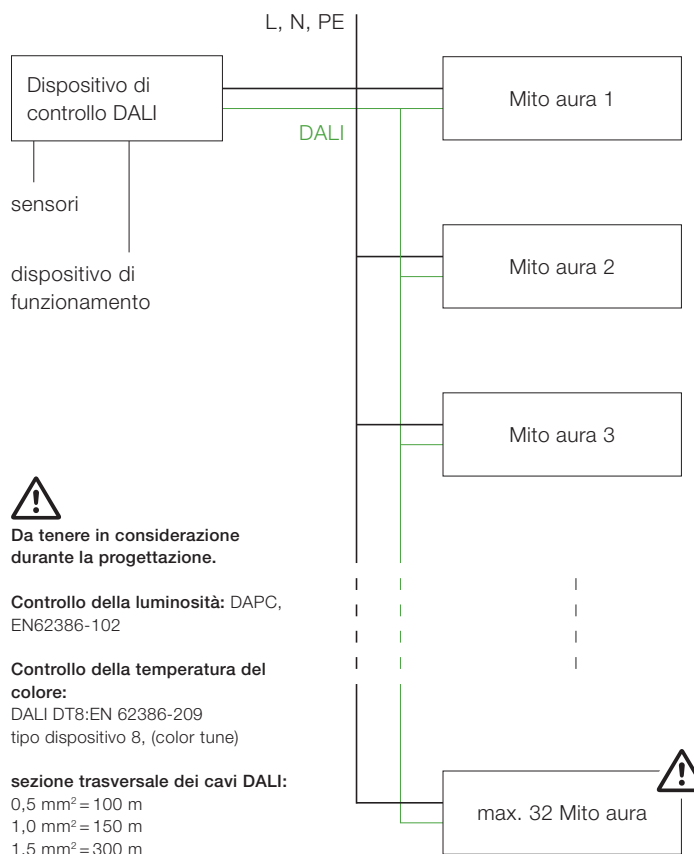 L, N, PE
Dispositivo di
controllo DALI
DALI
Mito aura 1
sensori
dispositivo di
funzionamento
Mito aura 2
Mito aura 3
Da tenere in considerazione
durante la progettazione.
Controllo della luminosità: DAPC,
EN62386-102
Controllo della temperatura del
colore:
DALI DT8:EN 62386-209
tipo dispositivo 8, (color tune)
sezione trasversale dei cavi DALI:
0,5 mm² = 100 m
1,0 mm² = 150 m
1,5 mm² = 300 m
max. 32 Mito aura